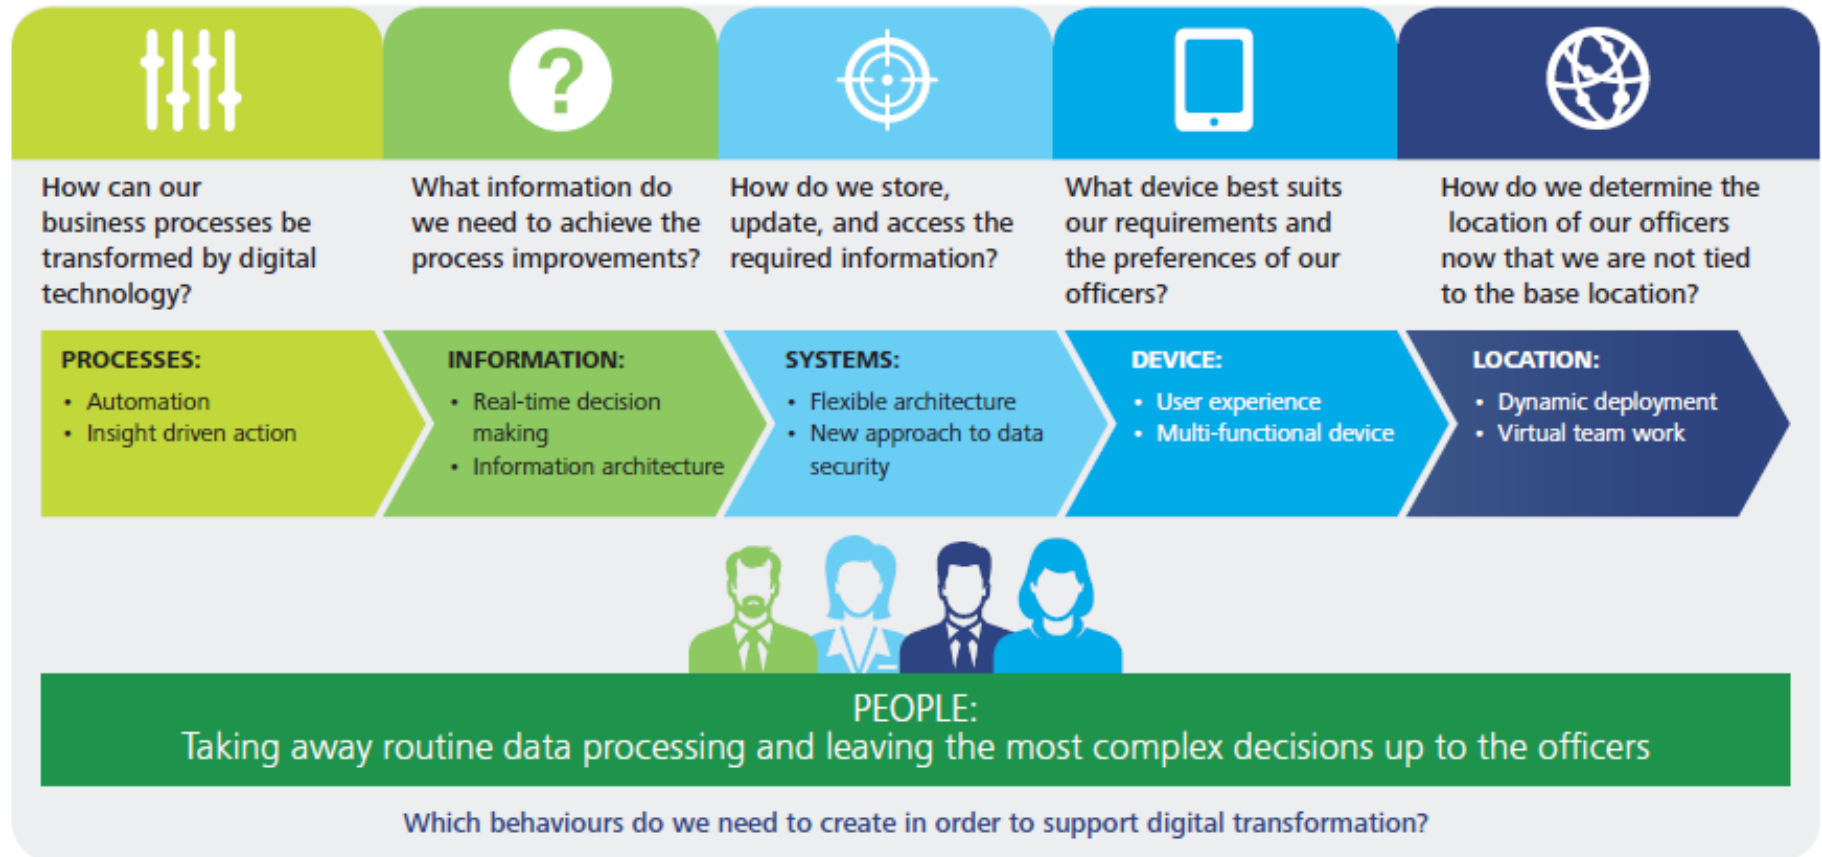 ?
How can our
business processes be
transformed by digital
technology?
What information do
we need to achieve the
process improvements?
How do we store,
update, and access the
required information?
What device best suits
our requirements and
the preferences of our
officers?
How do we determine the
location of our officers
now that we are not tied
to the base location?
PROCESSES:
• Automation
• Insight driven action
INFORMATION:
• Real-time decision
making
• Information architecture
SYSTEMS:
• Flexible architecture
• New approach to data
security
DEVICE:
• User experience
• Multi-functional device
LOCATION:
• Dynamic deployment
• Virtual team work
PEOPLE:
Taking away routine data processing and leaving the most complex decisions up to the officers
Which behaviours do we need to create in order to support digital transformation?